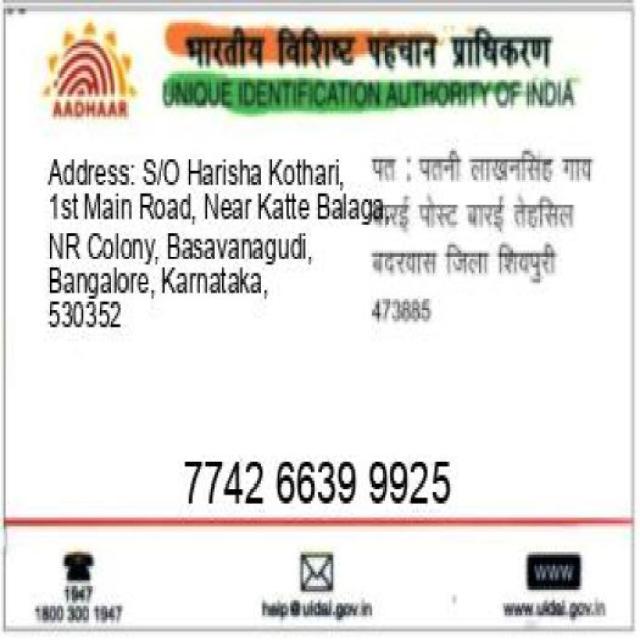 भारतीय विशिष्ट पहचान प्राधिकरण
UNIQUE IDENTIFICATION AUTHORITY OF INDIA
AADHAAR
Address: S/O Harisha Kothari,
1st Main Road, Near Katte Balaga,
NR Colony, Basavanagudi,
Bangalore, Karnataka,
530352
पत : पतनी लाखनसिंह गाय
बारई पोस्ट बारई तेहसिल
बदरवास जिला शिवपुरी
473885
7742 6639 9925
1947
1800 300 1947
help@uidai.gov.in
WWW
www.uidai.gov.in